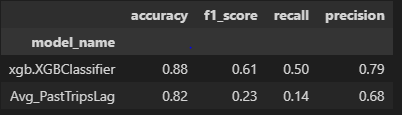 accuracy f1_score recall precision
model_name
xgb.XGBClassifier 0.88 0.61 0.50 0.79
Avg_PastTripsLag 0.82 0.23 0.14 0.68